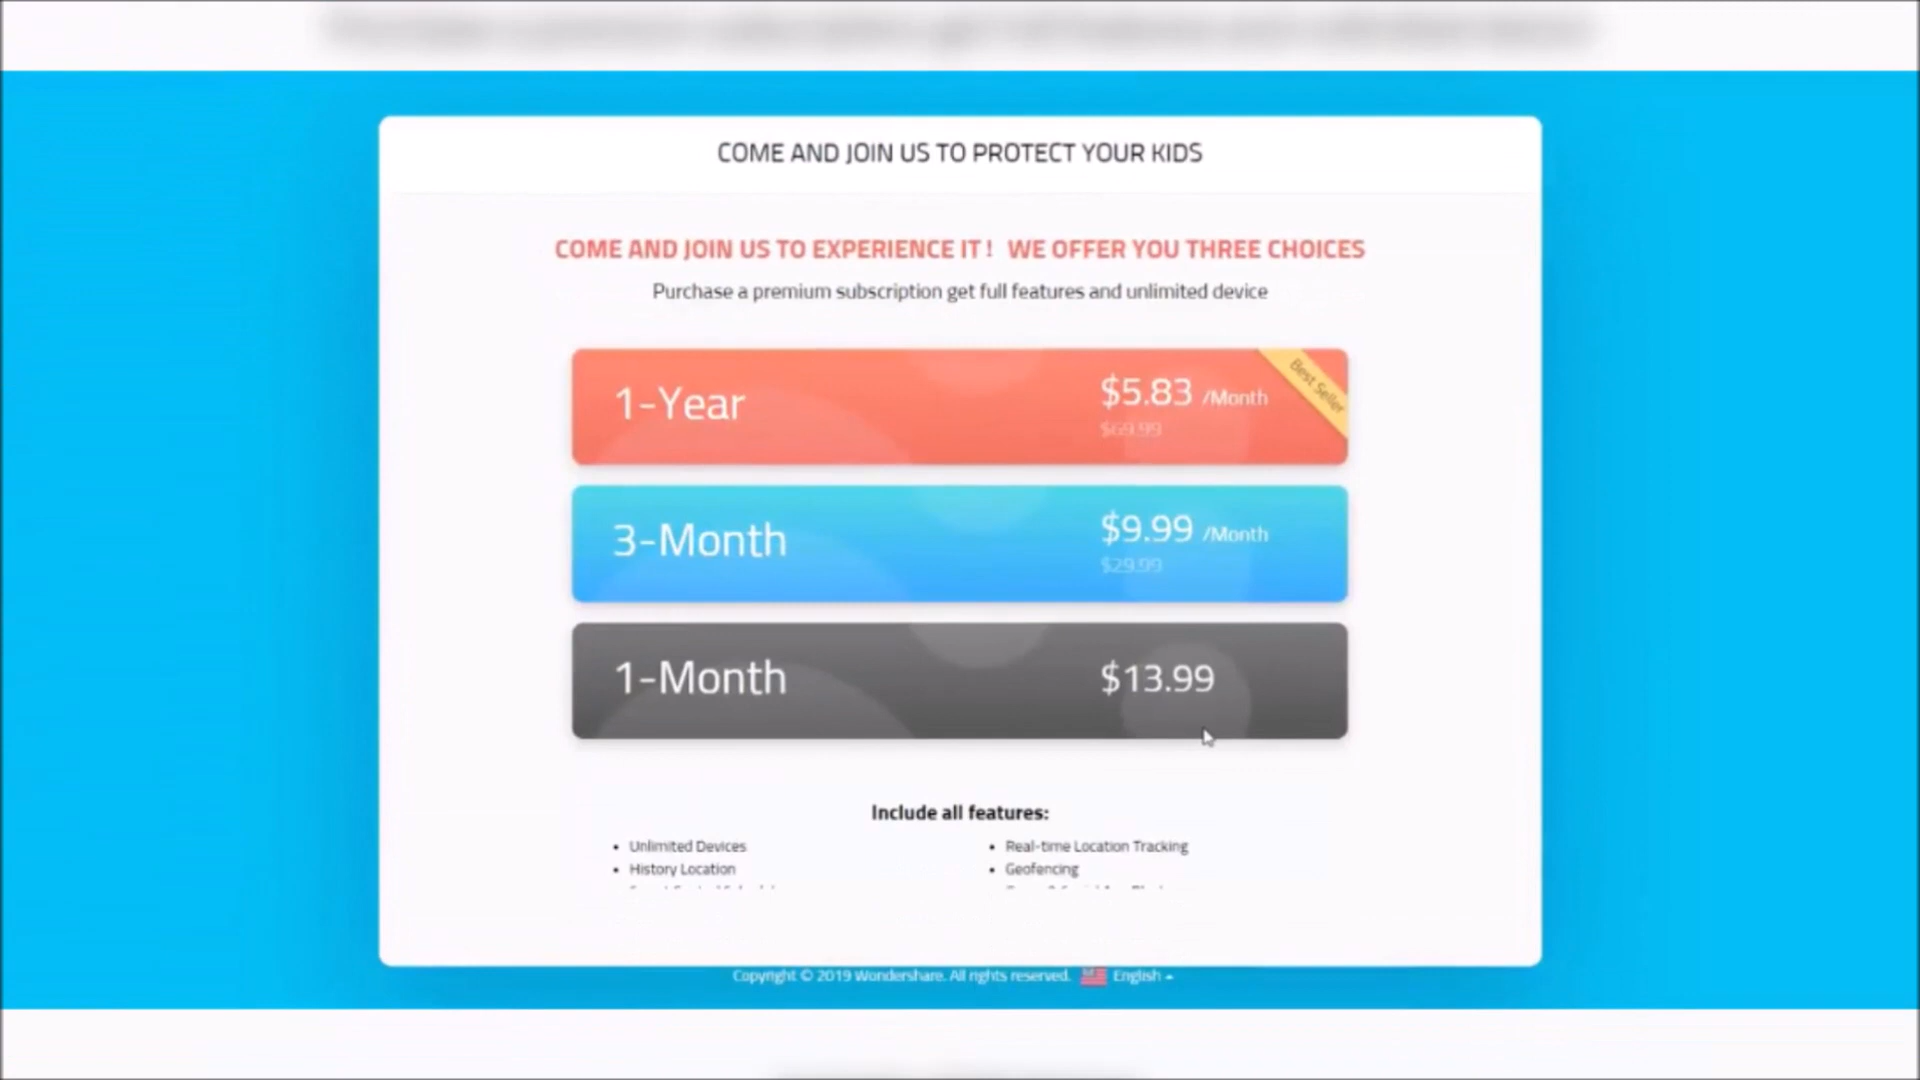 COME AND JOIN US TO PROTECT YOUR KIDS
COME AND JOIN US TO EXPERIENCE IT! WE OFFER YOU THREE CHOICES
Purchase a premium subscription get full features and unlimited device
1-Year
$5.83 /Month
$69.99
Best Seller
3-Month
$9.99 /Month
$29.99
1-Month
$13.99
Include all features:
• Unlimited Devices
• Real-time Location Tracking
• History Location
• Geofencing
Copyright © 2019 Wondershare. All rights reserved. English